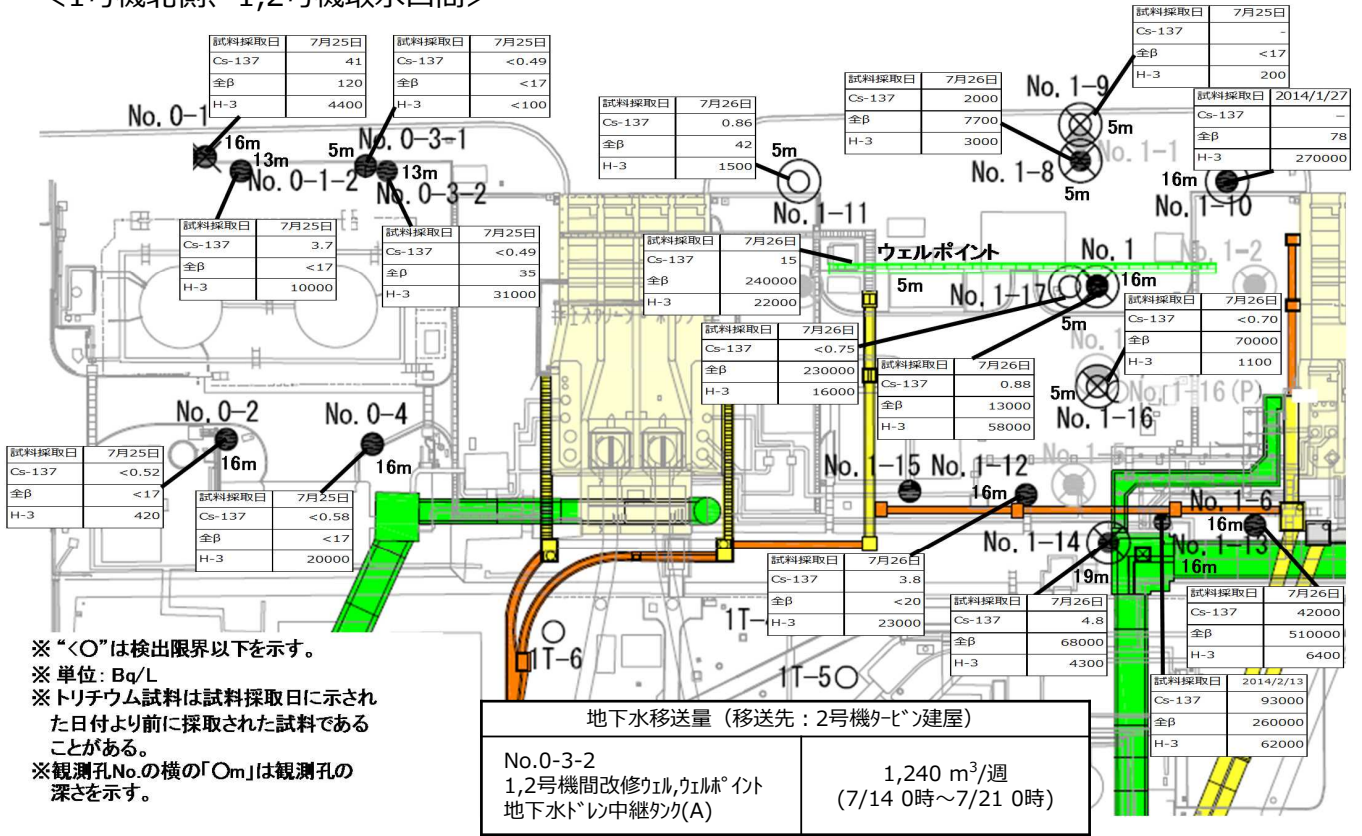 <1号機北側、1,2号機取水口間>
試料採取日 7月25日
Cs-137 41
全β 120
H-3 4400
試料採取日 7月25日
Cs-137 <0.49
全β <17
H-3 <100
試料採取日 7月26日
Cs-137 0.86
全β 42
H-3 1500
試料採取日 7月26日
Cs-137 2000
全β 7700
H-3 3000
試料採取日 7月25日
Cs-137 -
全β <17
H-3 200
試料採取日 2014/1/27
Cs-137 －
全β 78
H-3 270000
No. 0-1
16m
13m
No. 0-1-2
5m
No. 0-3-1
13m
No. 0-3-2
5m
No. 1-11
No. 1-9
5m
No. 1-1
No. 1-8
5m
16m
No. 1-10
試料採取日 7月25日
Cs-137 3.7
全β <17
H-3 10000
試料採取日 7月25日
Cs-137 <0.49
全β 35
H-3 31000
試料採取日 7月26日
Cs-137 15
全β 240000
H-3 22000
ウェルポイント
5m
No. 1
16m
No. 1-17
5m
No. 1-2
試料採取日 7月26日
Cs-137 <0.75
全β 230000
H-3 16000
試料採取日 7月26日
Cs-137 0.88
全β 13000
H-3 58000
試料採取日 7月26日
Cs-137 <0.70
全β 70000
H-3 1100
5m
No. 1-16
No. 1-16(P)
No. 0-2
16m
No. 0-4
16m
試料採取日 7月25日
Cs-137 <0.52
全β <17
H-3 420
試料採取日 7月25日
Cs-137 <0.58
全β <17
H-3 20000
No. 1-15
No. 1-12
16m
No. 1-6
16m
No. 1-14
19m
No. 1-13
16m
試料採取日 7月26日
Cs-137 3.8
全β <20
H-3 23000
試料採取日 7月26日
Cs-137 4.8
全β 68000
H-3 4300
試料採取日 7月26日
Cs-137 42000
全β 510000
H-3 6400
試料採取日 2014/2/13
Cs-137 93000
全β 260000
H-3 62000
1T-6
1T-5
※“<○”は検出限界以下を示す。
※ 単位: Bq/L
※ トリチウム試料は試料採取日に示され
た日付より前に採取された試料である
ことがある。
※観測孔No.の横の「○m」は観測孔の
深さを示す。
地下水移送量（移送先：2号機ﾀｰﾋﾞﾝ建屋）
No.0-3-2
1,2号機間改修ｳｪﾙ,ｳｪﾙﾎﾟｲﾝﾄ
地下水ﾄﾞﾚﾝ中継ﾀﾝｸ(A)
1,240 m³/週
(7/14 0時～7/21 0時)